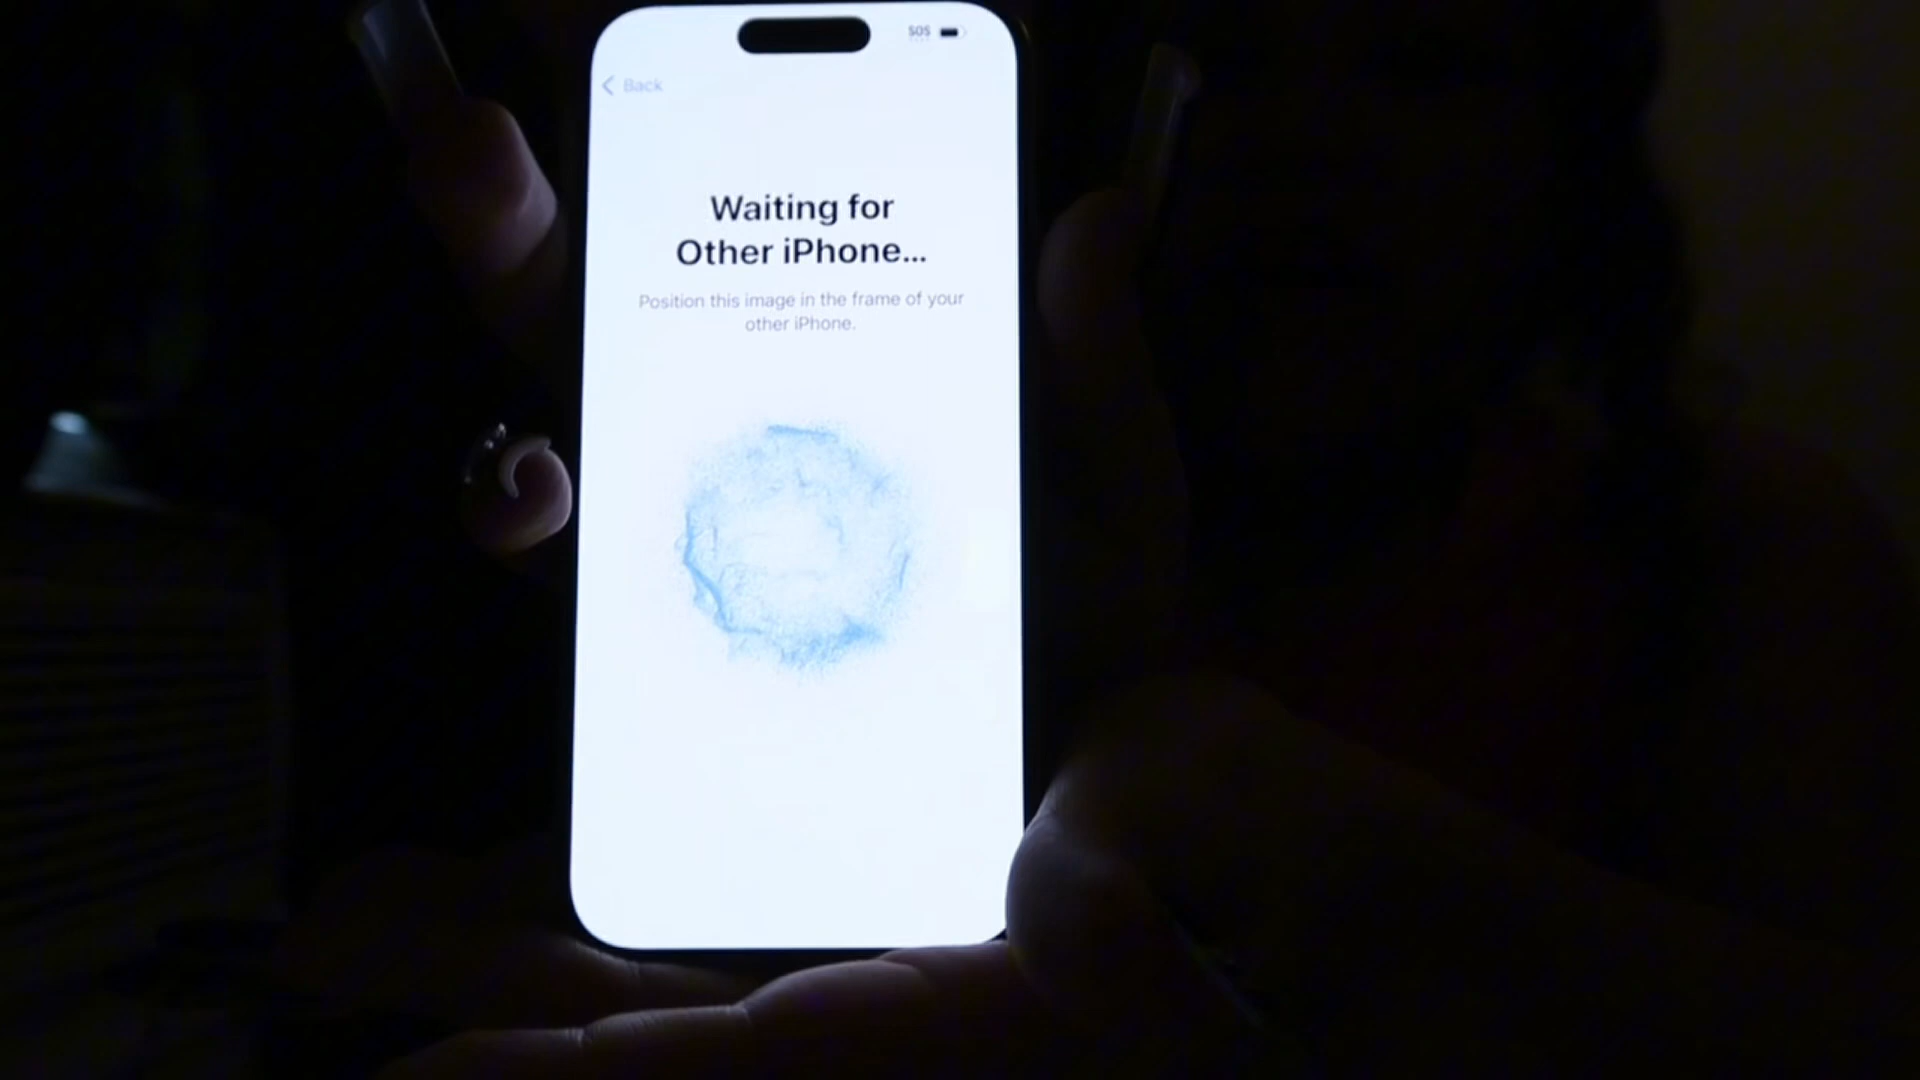 SOS
Back
Waiting for
Other iPhone...
Position this image in the frame of your
other iPhone.